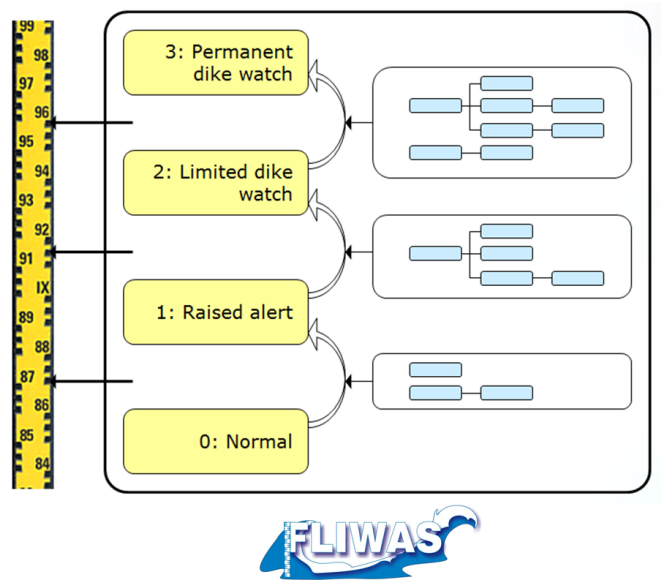 99
98
97
96
95
94
93
92
91
IX
89
88
87
86
85
84
3: Permanent
dike watch
2: Limited dike
watch
1: Raised alert
0: Normal
FLIWAS